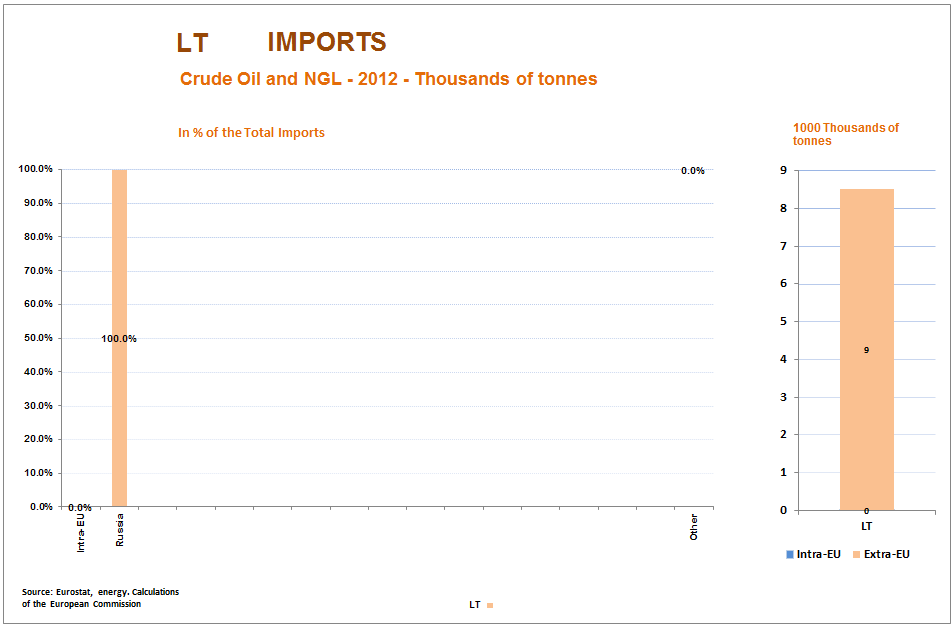 LT IMPORTS
Crude Oil and NGL - 2012 - Thousands of tonnes
In % of the Total Imports
100.0%
90.0%
80.0%
70.0%
60.0%
50.0%
40.0%
30.0%
20.0%
10.0%
0.0%
0.0%
100.0%
0.0%
Intra-EU
Russia
Other
LT
1000 Thousands of
tonnes
9
8
7
6
5
4
3
2
1
0
9
0
LT
Intra-EU Extra-EU
Source: Eurostat, energy. Calculations
of the European Commission